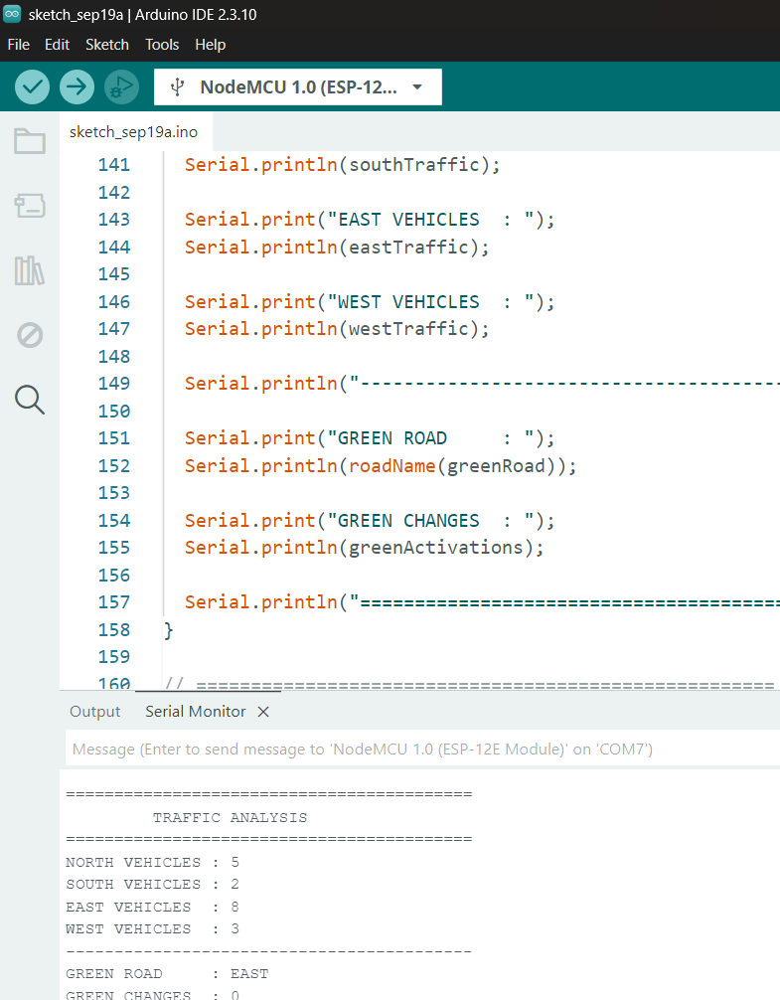 sketch_sep19a | Arduino IDE 2.3.10
File Edit Sketch Tools Help
NodeMCU 1.0 (ESP-12...
sketch_sep19a.ino
141 Serial.println(southTraffic);
142
143 Serial.print("EAST VEHICLES  : ");
144 Serial.println(eastTraffic);
145
146 Serial.print("WEST VEHICLES  : ");
147 Serial.println(westTraffic);
148
149 Serial.println("---------------------------------------
150
151 Serial.print("GREEN ROAD     : ");
152 Serial.println(roadName(greenRoad));
153
154 Serial.print("GREEN CHANGES  : ");
155 Serial.println(greenActivations);
156
157 Serial.println("=======================================
158 }
159
160 // =====================================================
Output Serial Monitor ×
Message (Enter to send message to 'NodeMCU 1.0 (ESP-12E Module)' on 'COM7')
==========================================
TRAFFIC ANALYSIS
==========================================
NORTH VEHICLES : 5
SOUTH VEHICLES : 2
EAST VEHICLES  : 8
WEST VEHICLES  : 3
------------------------------------------
GREEN ROAD     : EAST
GREEN CHANGES  : 0